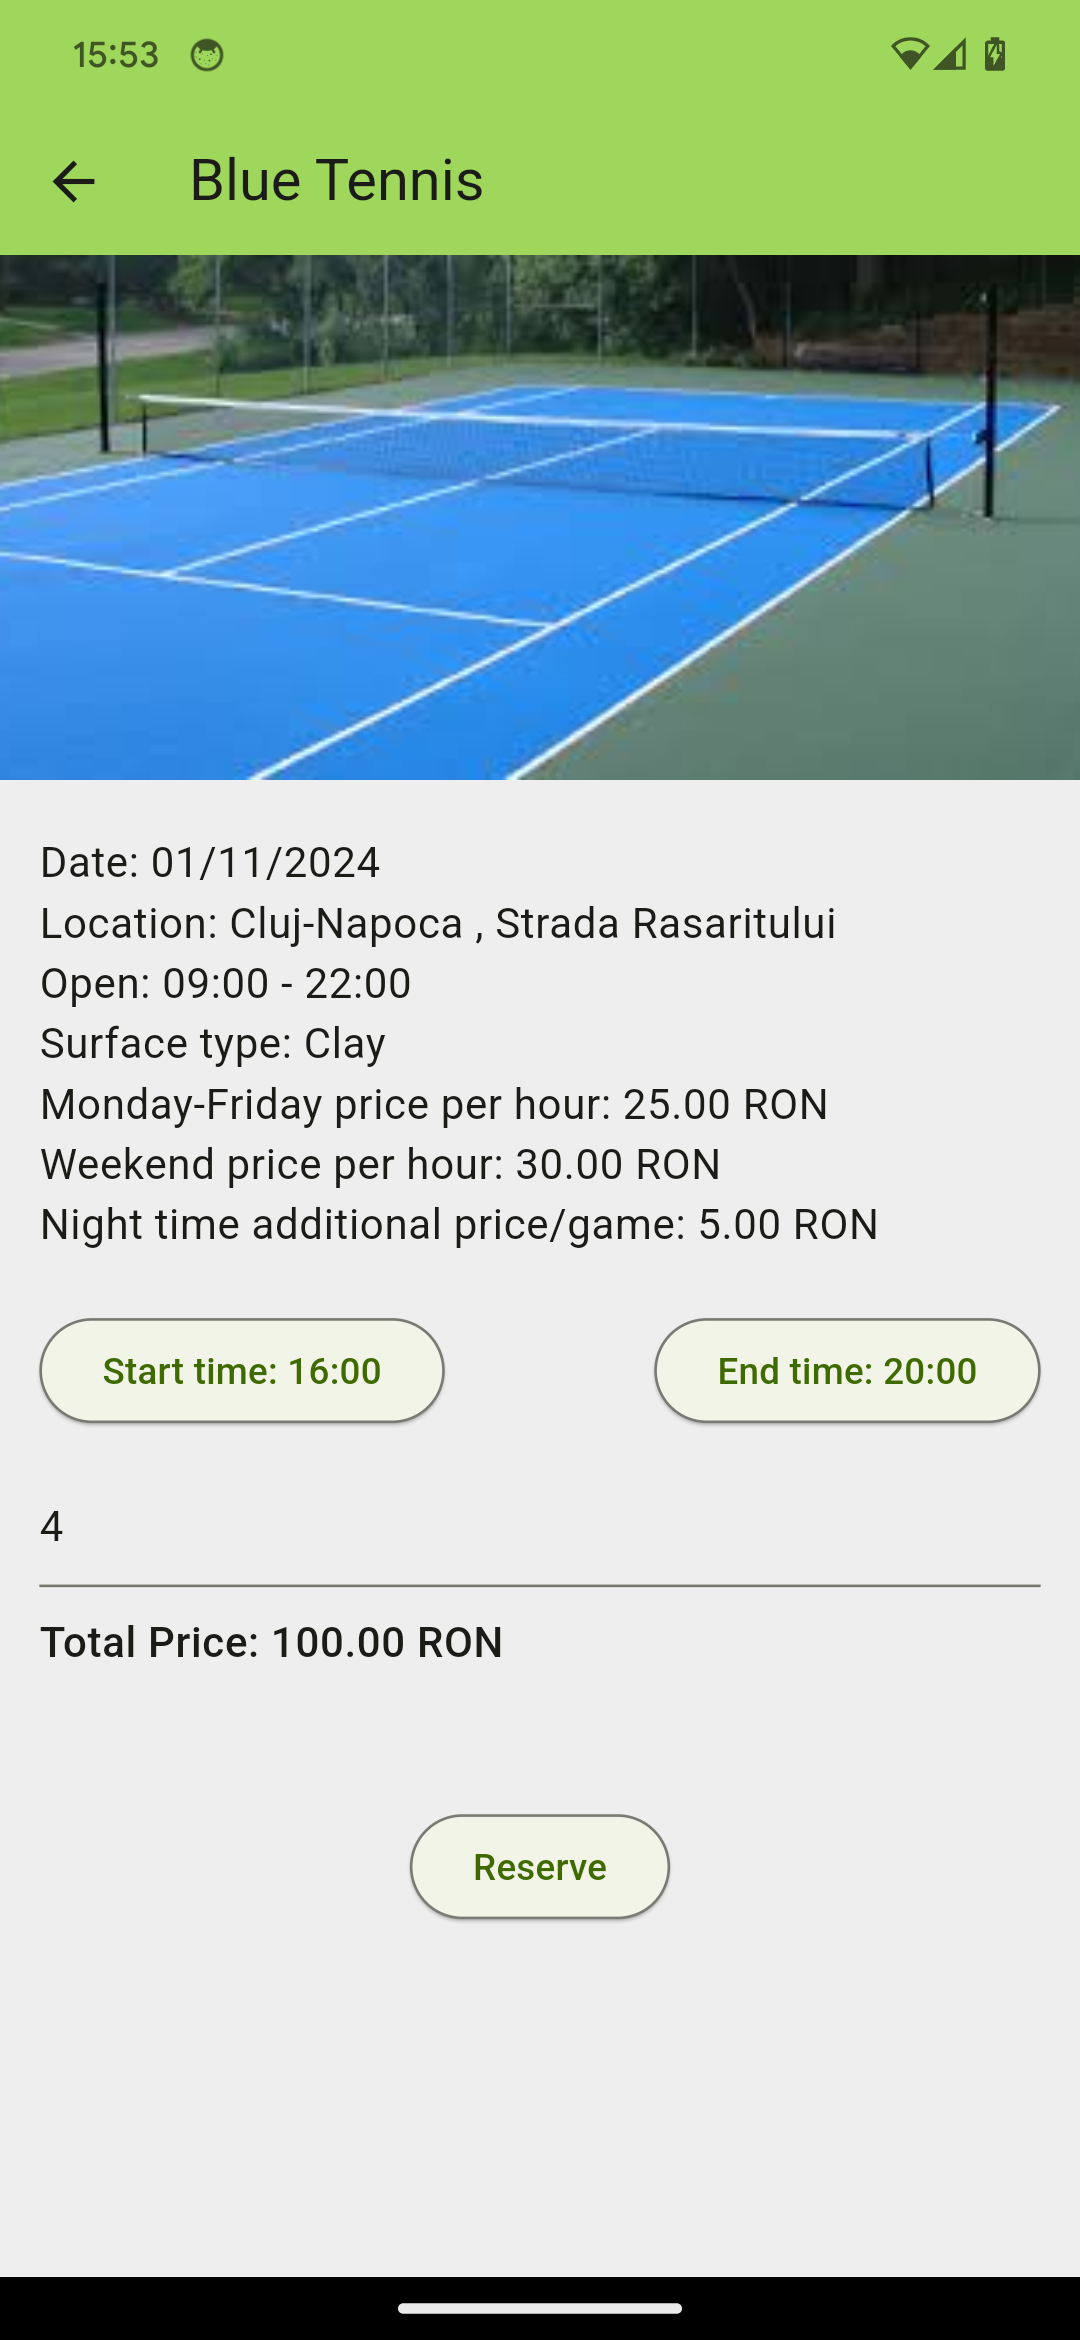 15:53
Blue Tennis
Date: 01/11/2024
Location: Cluj-Napoca , Strada Rasaritului
Open: 09:00 - 22:00
Surface type: Clay
Monday-Friday price per hour: 25.00 RON
Weekend price per hour: 30.00 RON
Night time additional price/game: 5.00 RON
Start time: 16:00
End time: 20:00
4
Total Price: 100.00 RON
Reserve